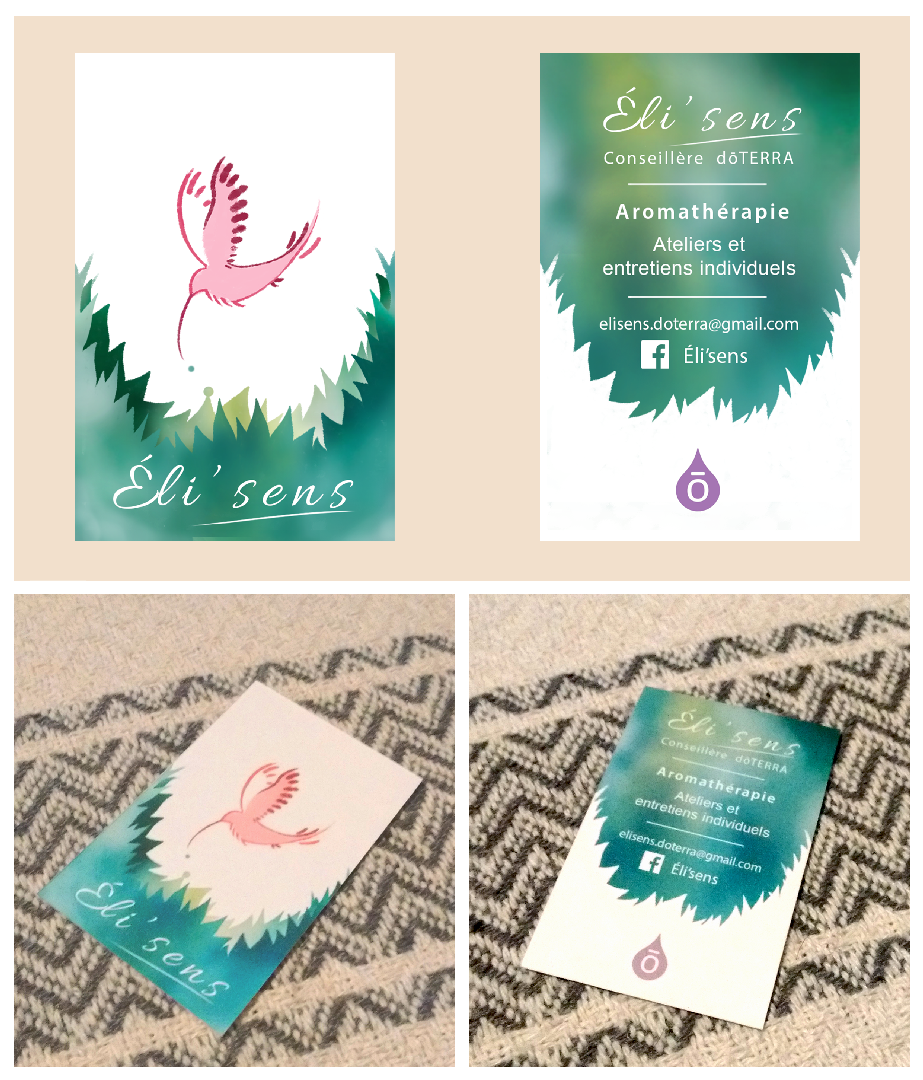 Éli'sens
Éli'sens
Conseillère dōTERRA
Aromathérapie
Ateliers et
entretiens individuels
elisens.doterra@gmail.com
f Éli'sens
ō
Éli'sens
Éli'sens
Conseillère dōTERRA
Aromathérapie
Ateliers et
entretiens individuels
elisens.doterra@gmail.com
f Éli'sens
ō